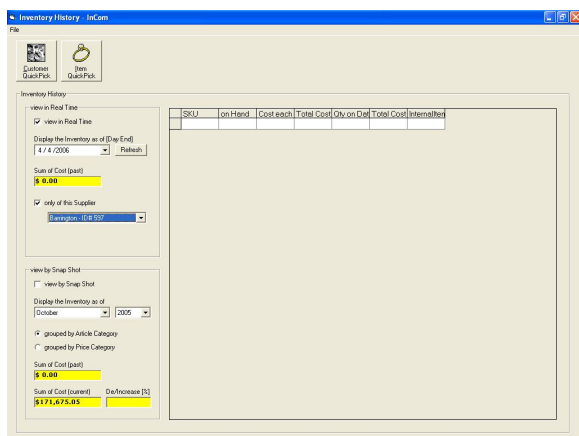 Inventory History - InCom
File
Customer QuickPick
Item QuickPick
Inventory History
view in Real Time
view in Real Time
Display the Inventory as of (Day End)
4 / 4 /2006
Refresh
Sum of Cost (past)
$ 0.00
only of this Supplier
Barrington - ID# 597
view by Snap Shot
view by Snap Shot
Display the Inventory as of
October 2005
grouped by Article Category
grouped by Price Category
Sum of Cost (past)
$ 0.00
Sum of Cost (current) De/Increase [%]
$171,675.05
SKU on Hand Cost each Total Cost Qty on Dat Total Cost InternalIten